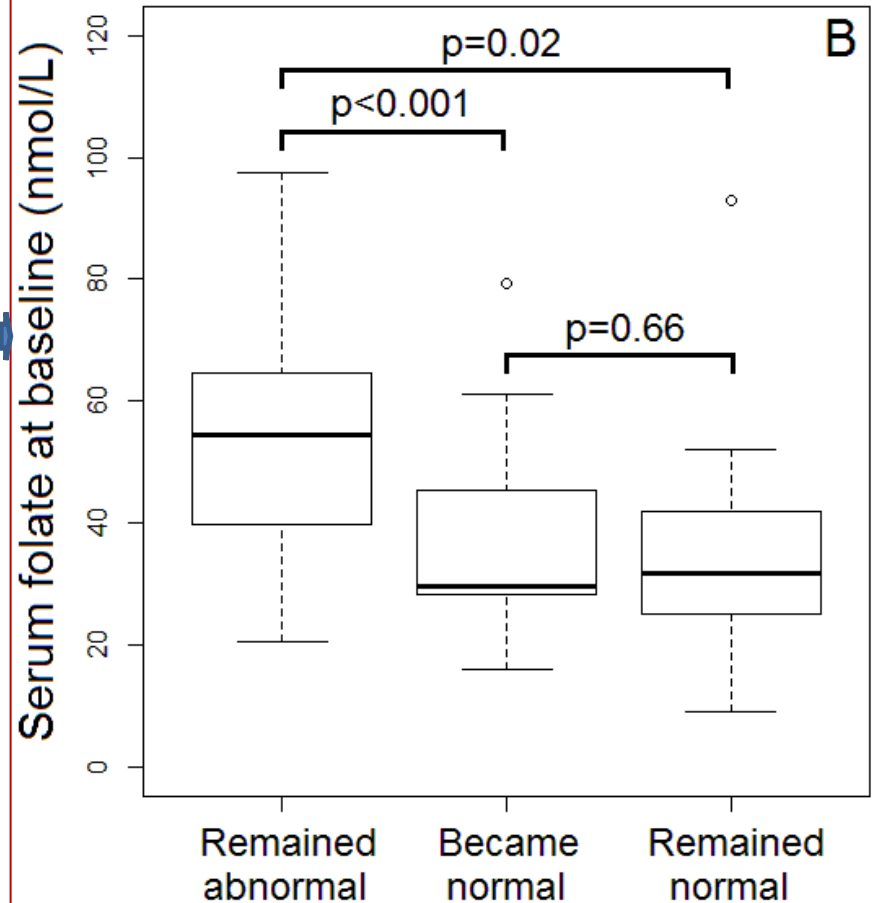 B
p=0.02
p<0.001
p=0.66
Serum folate at baseline (nmol/L)
120
100
80
60
40
20
0
Remained abnormal
Became normal
Remained normal